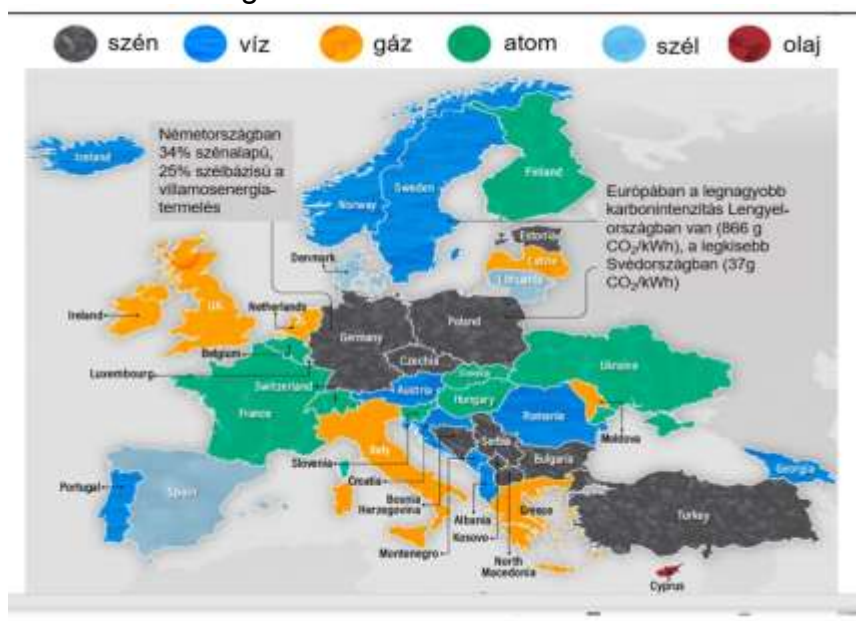 szén víz gáz atom szél olaj
Németországban
34% szénalapú,
25% szélbázisú a
villamosenergia-
termelés
Európában a legnagyobb
karbonintenzitás Lengyel-
országban van (866 g
CO₂/kWh), a legkisebb
Svédországban (37g
CO₂/kWh)
Iceland
Norway
Sweden
Finland
Estonia
Latvia
Lithuania
Denmark
Ireland
UK
Netherlands
Belgium
Luxembourg
Germany
Poland
Czechia
Slovakia
Ukraine
Switzerland
Austria
Hungary
France
Romania
Moldova
Italy
Slovenia
Croatia
Bosnia
Herzegovina
Serbia
Bulgaria
Georgia
Portugal
Spain
Montenegro
Albania
Kosovo
North
Macedonia
Greece
Turkey
Cyprus